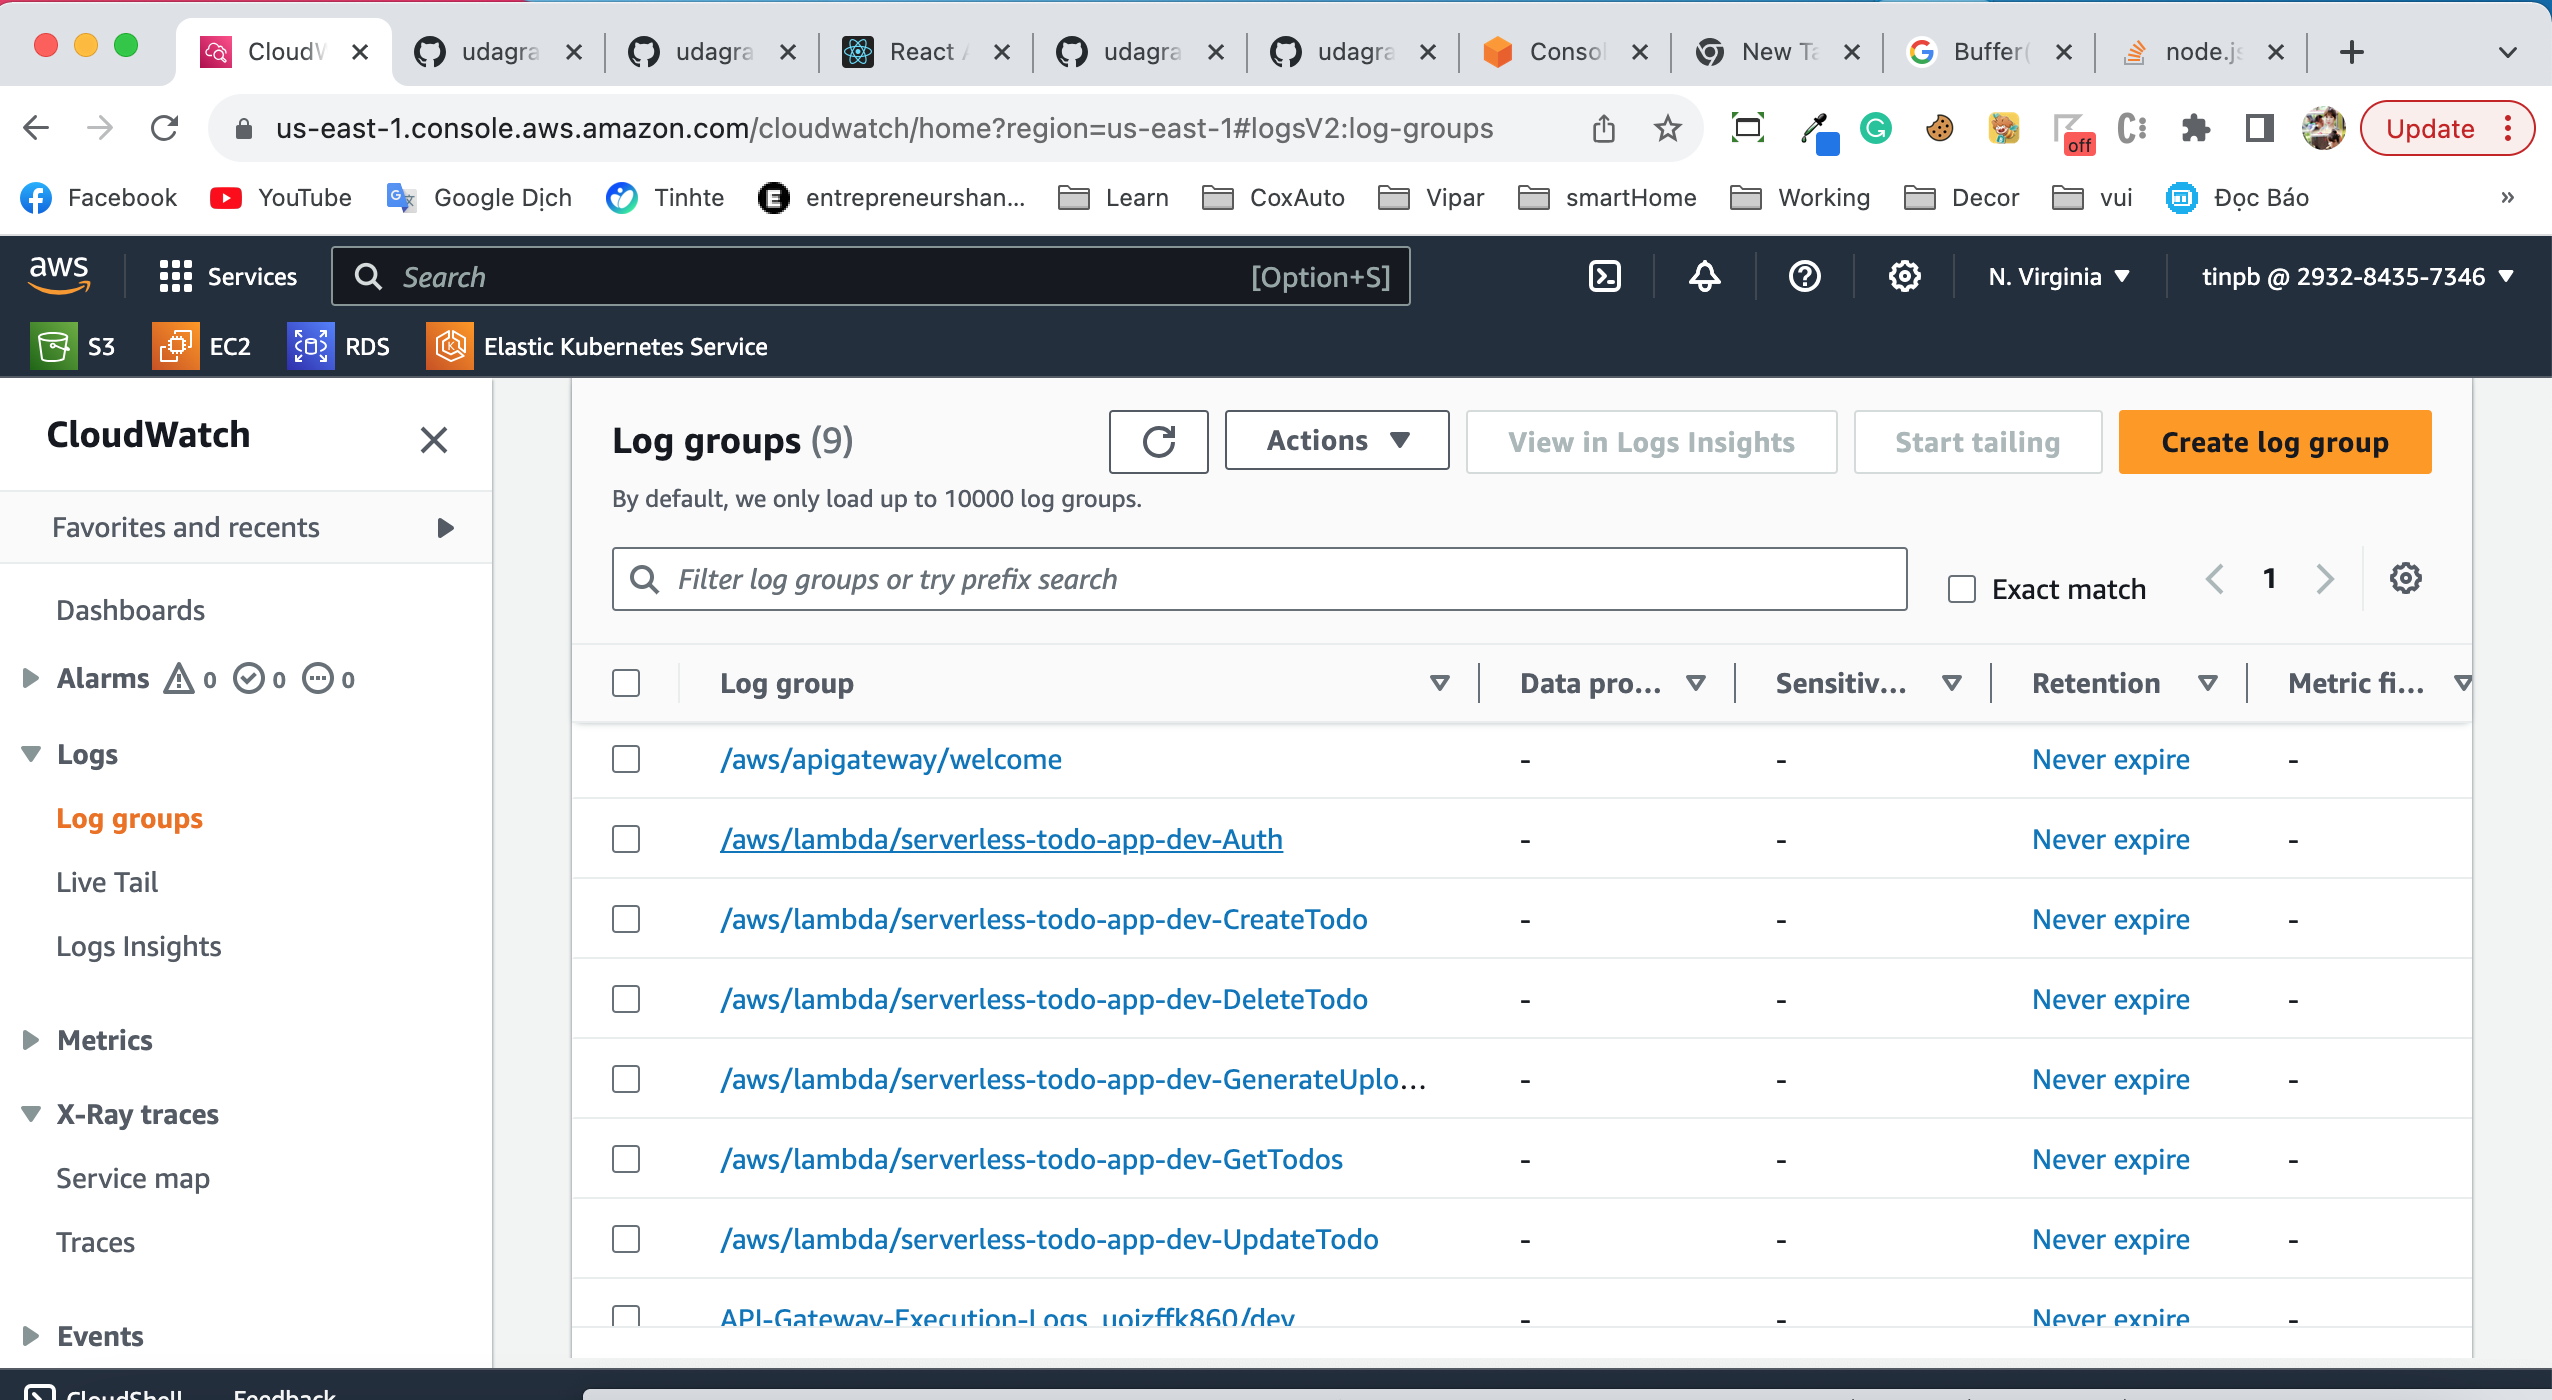 CloudW
udagra
udagra
React A
udagra
udagra
Consol
New Ta
Buffer(
node.js
us-east-1.console.aws.amazon.com/cloudwatch/home?region=us-east-1#logsV2:log-groups
off
Update
Facebook
YouTube
Google Dịch
Tinhte
entrepreneurshan...
Learn
CoxAuto
Vipar
smartHome
Working
Decor
vui
Đọc Báo
»
aws
Services
Search
[Option+S]
N. Virginia
tinpb @ 2932-8435-7346
S3
EC2
RDS
Elastic Kubernetes Service
CloudWatch
Favorites and recents
Dashboards
Alarms 0 0 0
Logs
Log groups
Live Tail
Logs Insights
Metrics
X-Ray traces
Service map
Traces
Events
Log groups (9)
Actions
View in Logs Insights
Start tailing
Create log group
By default, we only load up to 10000 log groups.
Filter log groups or try prefix search
Exact match
1
Log group
Data pro...
Sensitiv...
Retention
Metric fi...
/aws/apigateway/welcome - - Never expire -
/aws/lambda/serverless-todo-app-dev-Auth - - Never expire -
/aws/lambda/serverless-todo-app-dev-CreateTodo - - Never expire -
/aws/lambda/serverless-todo-app-dev-DeleteTodo - - Never expire -
/aws/lambda/serverless-todo-app-dev-GenerateUplo... - - Never expire -
/aws/lambda/serverless-todo-app-dev-GetTodos - - Never expire -
/aws/lambda/serverless-todo-app-dev-UpdateTodo - - Never expire -
API-Gateway-Execution-Logs_uoizffk860/dev - - Never expire -
CloudShell
Feedback